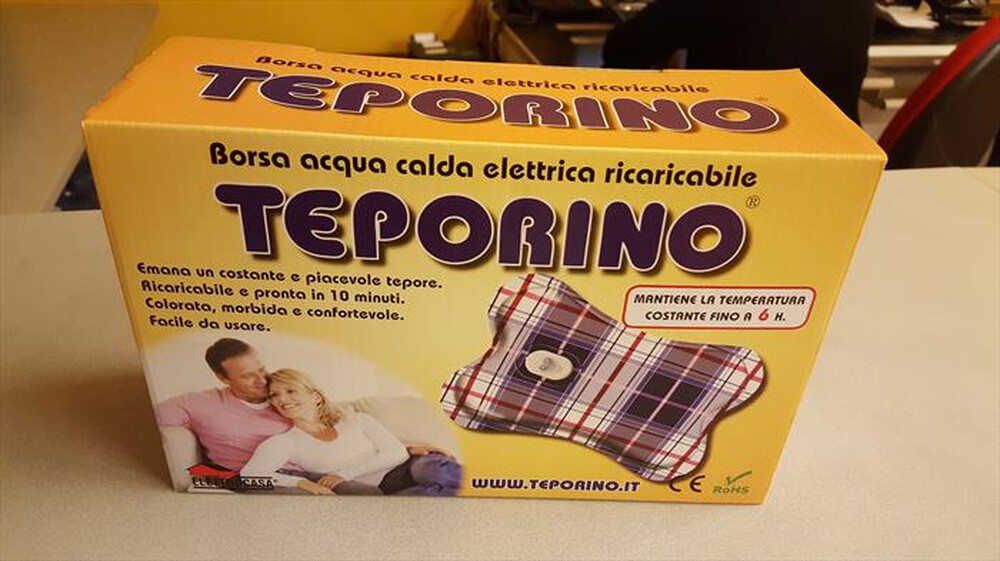 Borsa acqua calda elettrica ricaricabile
TEPORINO®
Borsa acqua calda elettrica ricaricabile
TEPORINO®
Emana un costante e piacevole tepore.
Ricaricabile e pronta in 10 minuti.
Colorata, morbida e confortevole.
Facile da usare.
MANTIENE LA TEMPERATURA
COSTANTE FINO A 6 H.
ELETTROCASA®
WWW.TEPORINO.IT
CE
RoHS